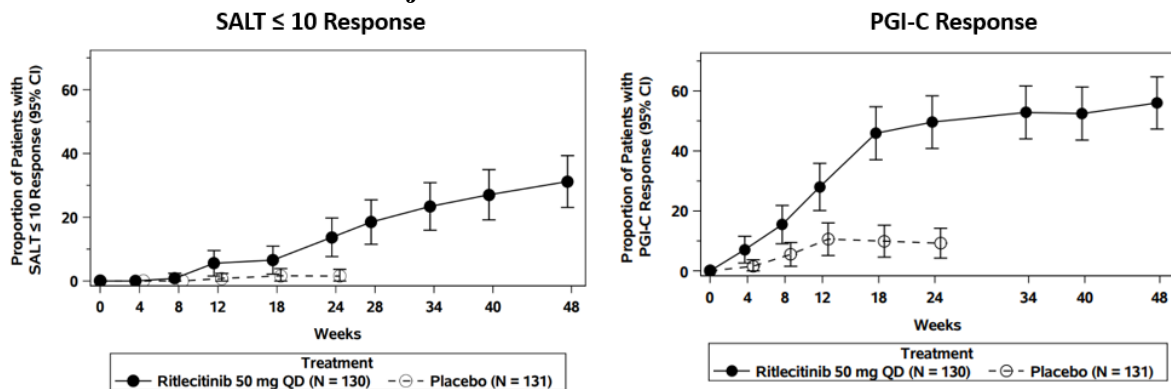 SALT ≤ 10 Response
Proportion of Patients with
SALT ≤ 10 Response (95% CI)
60
40
20
0
0 4 8 12 18 24 28 34 40 48
Weeks
Treatment
Ritlecitinib 50 mg QD (N = 130) Placebo (N = 131)
PGI-C Response
Proportion of Patients with
PGI-C Response (95% CI)
60
40
20
0
0 4 8 12 18 24 34 40 48
Weeks
Treatment
Ritlecitinib 50 mg QD (N = 130) Placebo (N = 131)